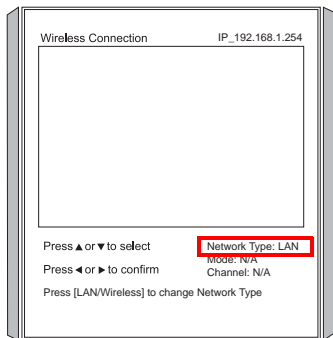 Wireless Connection IP_192.168.1.254
Press ▲ or ▼ to select Network Type: LAN
Mode: N/A
Press ◄ or ► to confirm Channel: N/A
Press [LAN/Wireless] to change Network Type